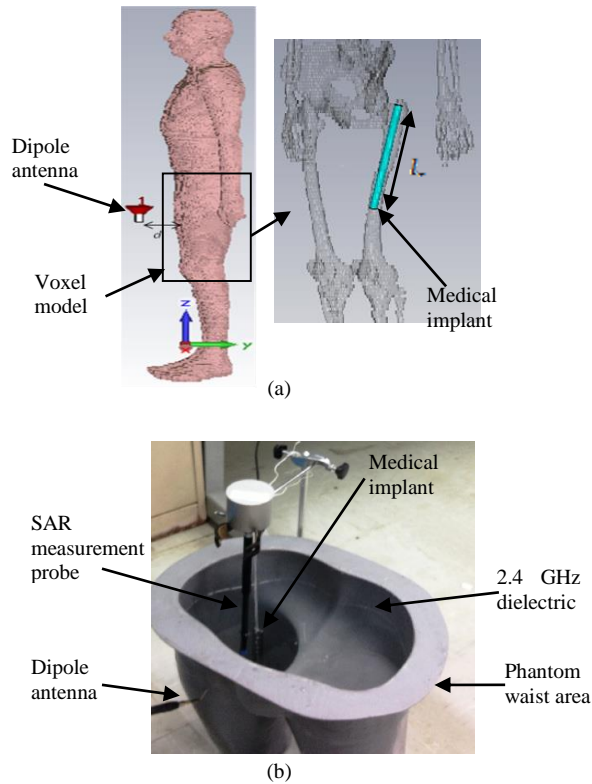 Dipole
antenna
1
d
Voxel
model
Z
Y
X
L
Medical
implant
(a)
Medical
implant
SAR
measurement
probe
2.4 GHz
dielectric
Dipole
antenna
Phantom
waist area
(b)